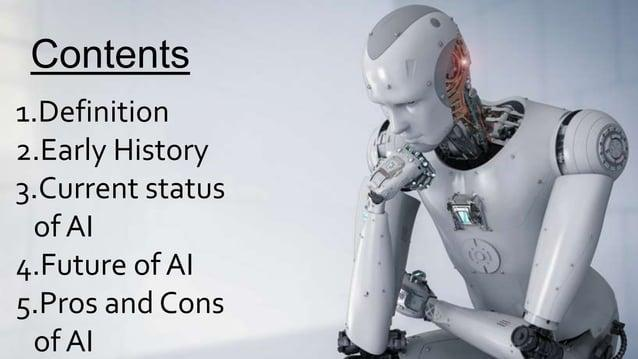 Contents
1.Definition
2.Early History
3.Current status
of AI
4.Future of AI
5.Pros and Cons
of AI